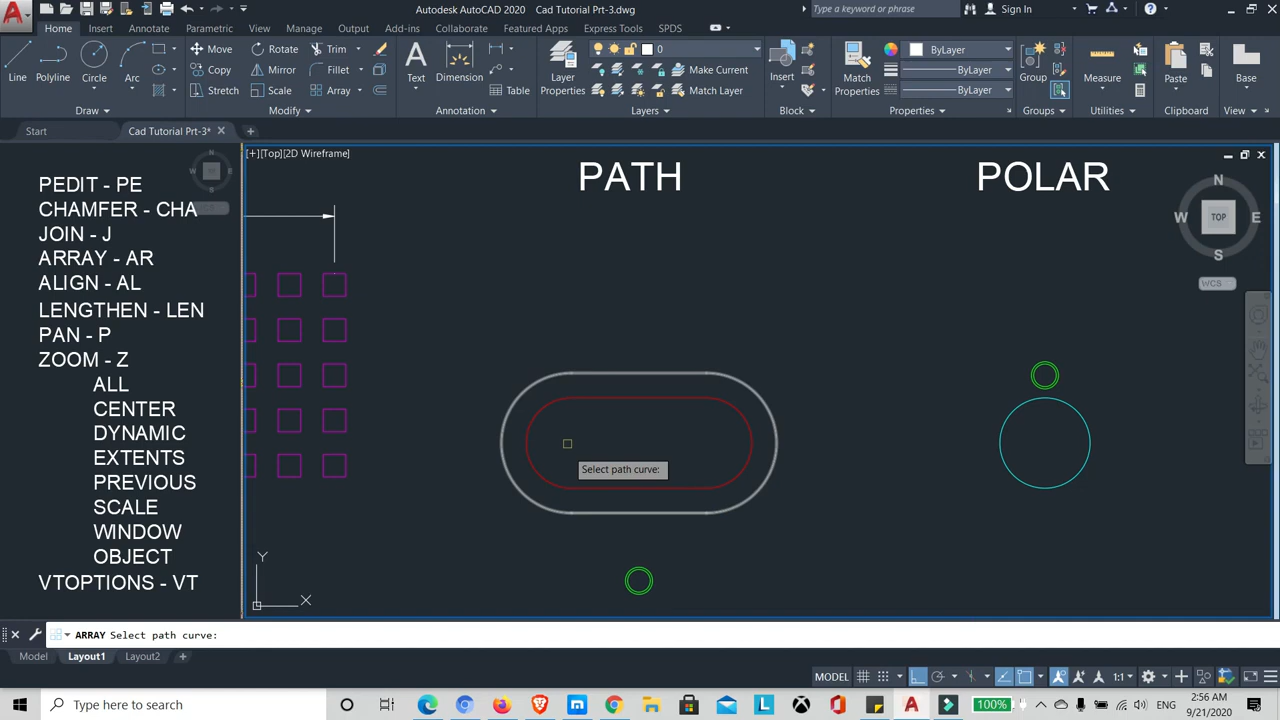 Autodesk AutoCAD 2020 Cad Tutorial Prt-3.dwg
Type a keyword or phrase
Sign In
Home Insert Annotate Parametric View Manage Output Add-ins Collaborate Featured Apps Express Tools SPDS
Line Polyline Circle Arc
Move Rotate Trim
Copy Mirror Fillet
Stretch Scale Array
Text Dimension Table
Layer Properties
0
Make Current
Match Layer
Insert
Match Properties
ByLayer
ByLayer
ByLayer
Group
Measure
Paste
Base
Draw Modify Annotation Layers Block Properties Groups Utilities Clipboard View
Start Cad Tutorial Prt-3*
[+][Top][2D Wireframe]
PEDIT - PE
CHAMFER - CHA
JOIN - J
ARRAY - AR
ALIGN - AL
LENGTHEN - LEN
PAN - P
ZOOM - Z
ALL
CENTER
DYNAMIC
EXTENTS
PREVIOUS
SCALE
WINDOW
OBJECT
VTOPTIONS - VT
N
W E
S
PATH
POLAR
N
W TOP E
S
WCS
Select path curve:
Y
X
ARRAY Select path curve:
Model Layout1 Layout2
MODEL
1:1
Type here to search
100%
ENG
2:56 AM
9/21/2020